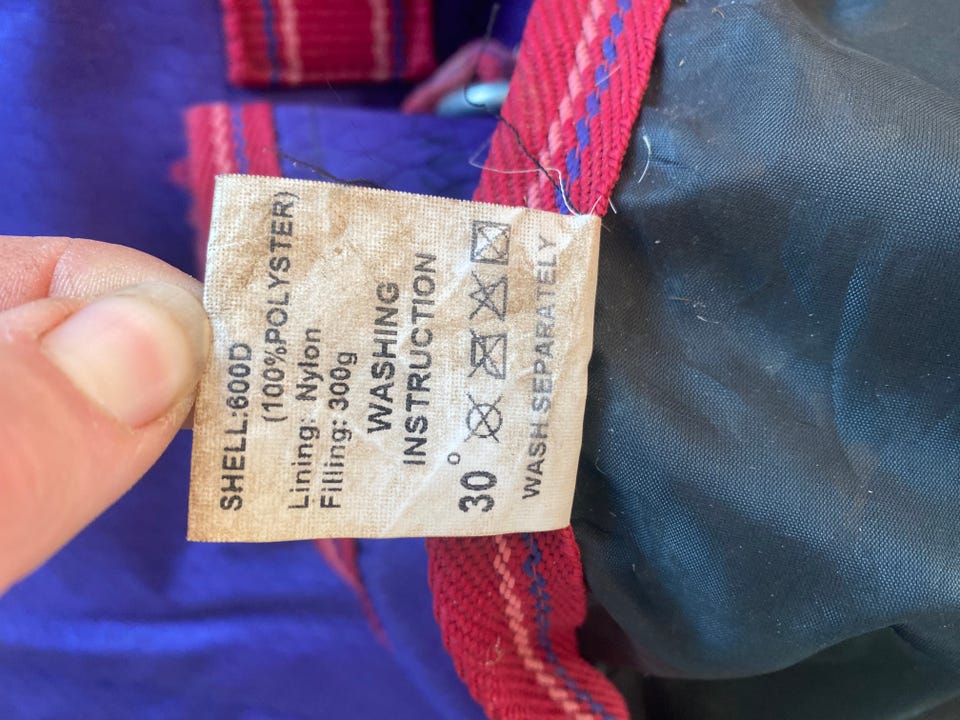 SHELL:600D
(100%POLYSTER)
Lining: Nylon
Filling: 300g
WASHING
INSTRUCTION
30°
WASH SEPARATELY